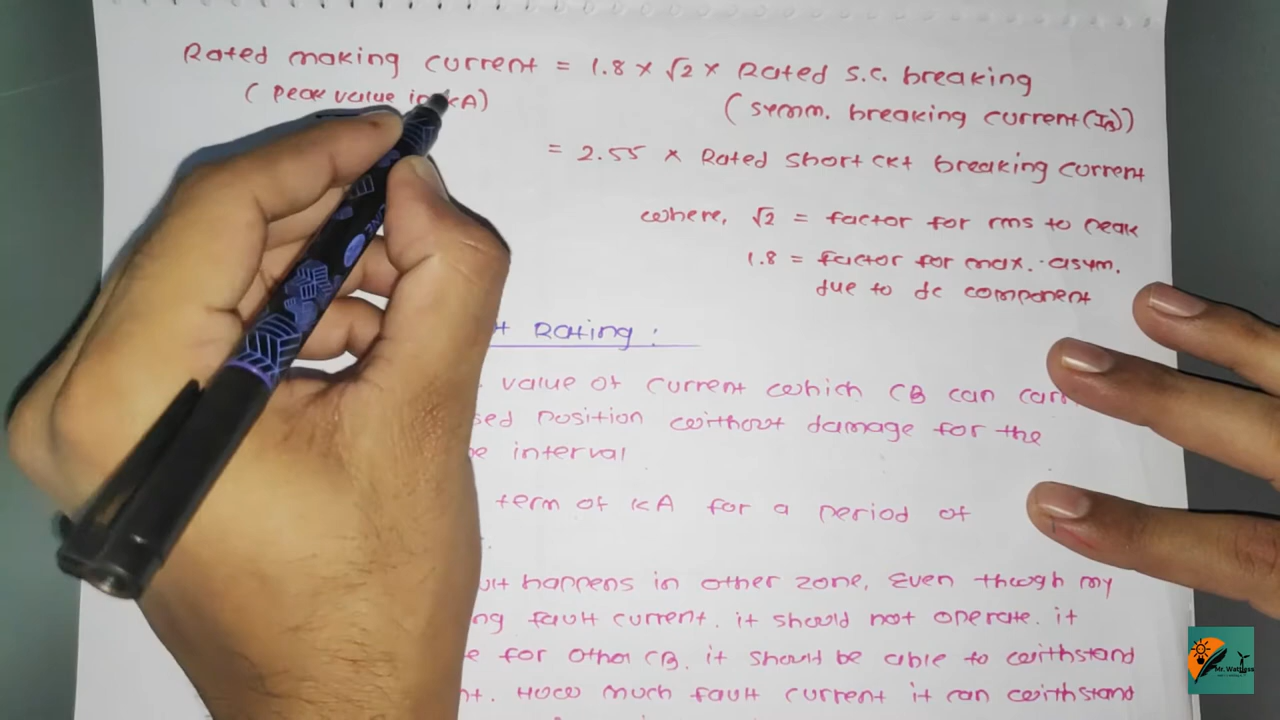 Rated making current = 1.8 × √2 × Rated S.C. breaking
(peak value in kA)
(symm. breaking current (IB))
= 2.55 × Rated short ckt breaking current
where, √2 = factor for rms to peak
1.8 = factor for max. asym.
due to dc component
Rating :
value of current which CB can
position without damage for the
interval
term of kA for a period of
happens in other zone, Even though my
fault current. it should not operate. it
for other CB. it should be able to withstand
How much fault current it can withstand
Mr. Wattgee